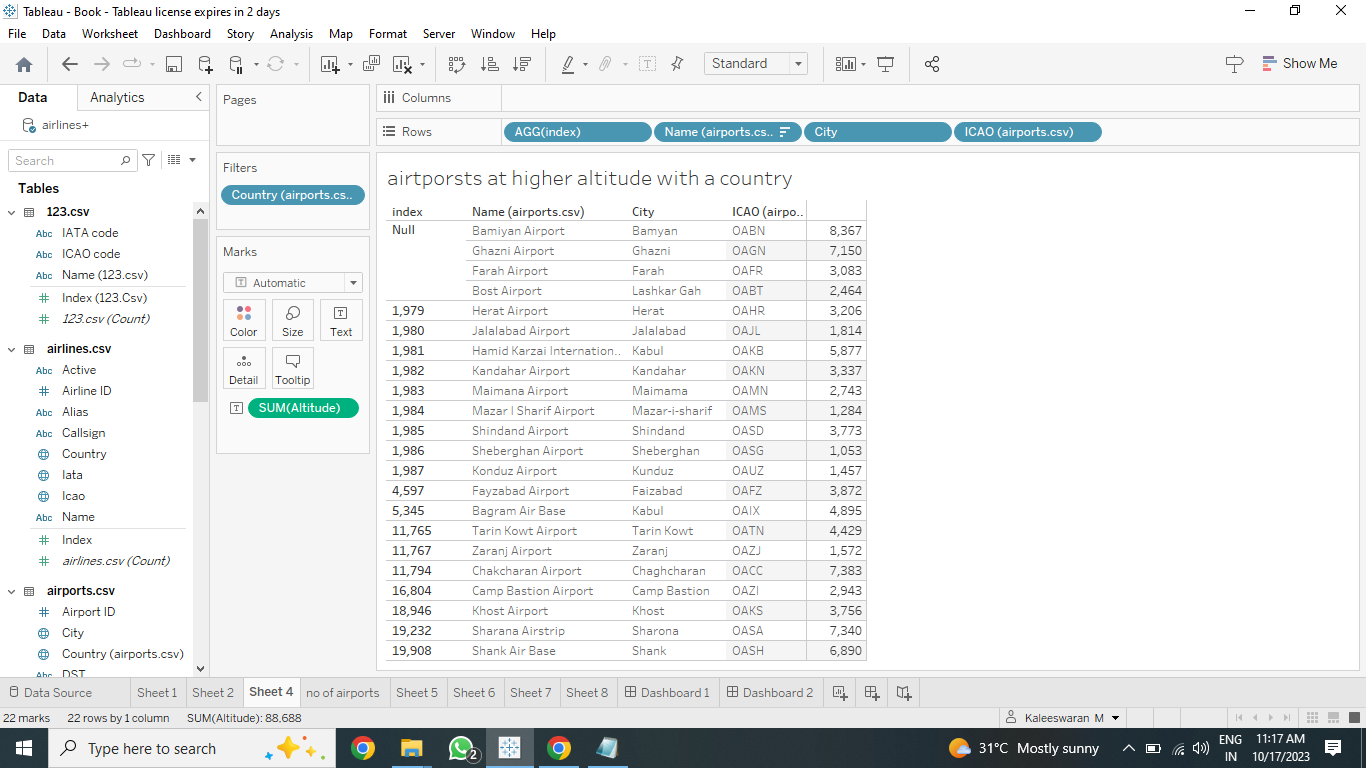 Tableau - Book - Tableau license expires in 2 days
File Data Worksheet Dashboard Story Analysis Map Format Server Window Help
Standard Show Me
Data Analytics
airlines+
Search
Tables
123.csv
Abc IATA code
Abc ICAO code
Abc Name (123.csv)
# Index (123.Csv)
# 123.csv (Count)
airlines.csv
Abc Active
# Airline ID
Abc Alias
Abc Callsign
Country
Iata
Icao
Abc Name
# Index
# airlines.csv (Count)
airports.csv
# Airport ID
City
Country (airports.csv)
Abc DST
Pages
Filters
Country (airports.cs..
Marks
Automatic
Color Size Text
Detail Tooltip
SUM(Altitude)
Columns
Rows AGG(index) Name (airports.cs.. City ICAO (airports.csv)
airtporsts at higher altitude with a country
index Name (airports.csv) City ICAO (airpo..
Null Bamiyan Airport Bamyan OABN 8,367
Ghazni Airport Ghazni OAGN 7,150
Farah Airport Farah OAFR 3,083
Bost Airport Lashkar Gah OABT 2,464
1,979 Herat Airport Herat OAHR 3,206
1,980 Jalalabad Airport Jalalabad OAJL 1,814
1,981 Hamid Karzai Internation.. Kabul OAKB 5,877
1,982 Kandahar Airport Kandahar OAKN 3,337
1,983 Maimana Airport Maimama OAMN 2,743
1,984 Mazar I Sharif Airport Mazar-i-sharif OAMS 1,284
1,985 Shindand Airport Shindand OASD 3,773
1,986 Sheberghan Airport Sheberghan OASG 1,053
1,987 Konduz Airport Kunduz OAUZ 1,457
4,597 Fayzabad Airport Faizabad OAFZ 3,872
5,345 Bagram Air Base Kabul OAIX 4,895
11,765 Tarin Kowt Airport Tarin Kowt OATN 4,429
11,767 Zaranj Airport Zaranj OAZJ 1,572
11,794 Chakcharan Airport Chaghcharan OACC 7,383
16,804 Camp Bastion Airport Camp Bastion OAZI 2,943
18,946 Khost Airport Khost OAKS 3,756
19,232 Sharana Airstrip Sharona OASA 7,340
19,908 Shank Air Base Shank OASH 6,890
Data Source Sheet 1 Sheet 2 Sheet 4 no of airports Sheet 5 Sheet 6 Sheet 7 Sheet 8 Dashboard 1 Dashboard 2
22 marks 22 rows by 1 column SUM(Altitude): 88,688 Kaleeswaran M
Type here to search 2 31°C Mostly sunny ENG 11:17 AM
IN 10/17/2023